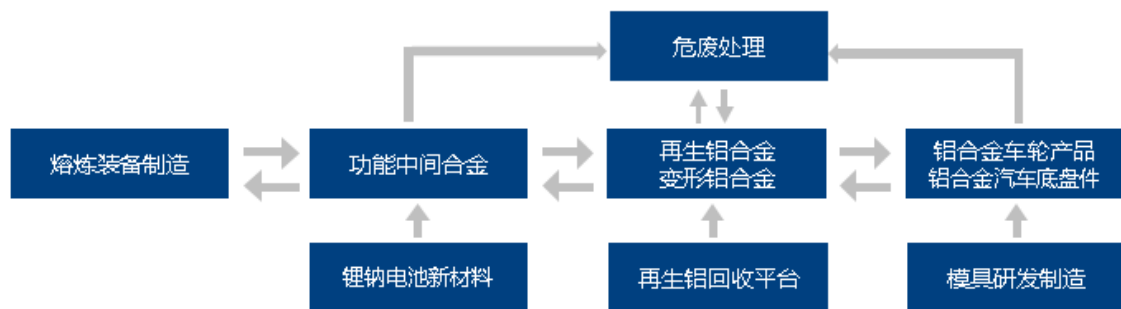 危废处理
熔炼装备制造
功能中间合金
再生铝合金
变形铝合金
铝合金车轮产品
铝合金汽车底盘件
锂钠电池新材料
再生铝回收平台
模具研发制造